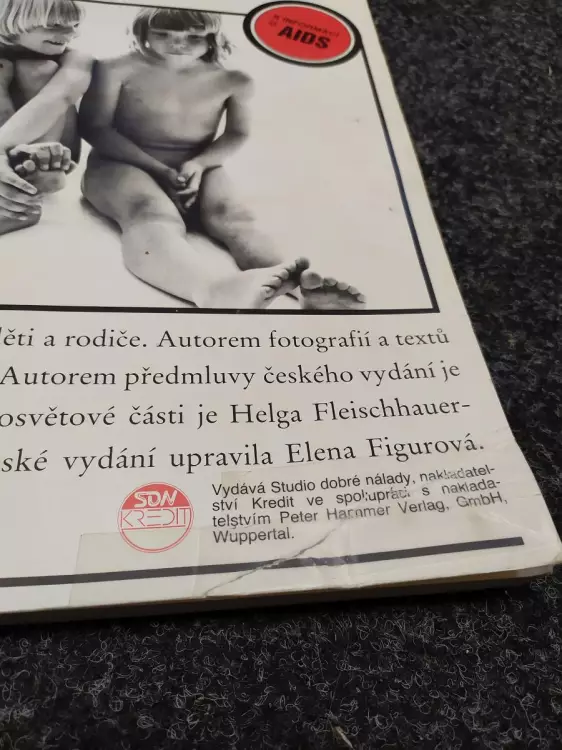 S INFORMACÍ
O
AIDS
děti a rodiče. Autorem fotografií a textů
Autorem předmluvy českého vydání je
osvětové části je Helga Fleischhauer-
ské vydání upravila Elena Figurová.
SDN
KREDIT
Vydává Studio dobré nálady, nakladatel-
ství Kredit ve spolupráci s naklada-
telstvím Peter Hammer Verlag, GmbH,
Wuppertal.